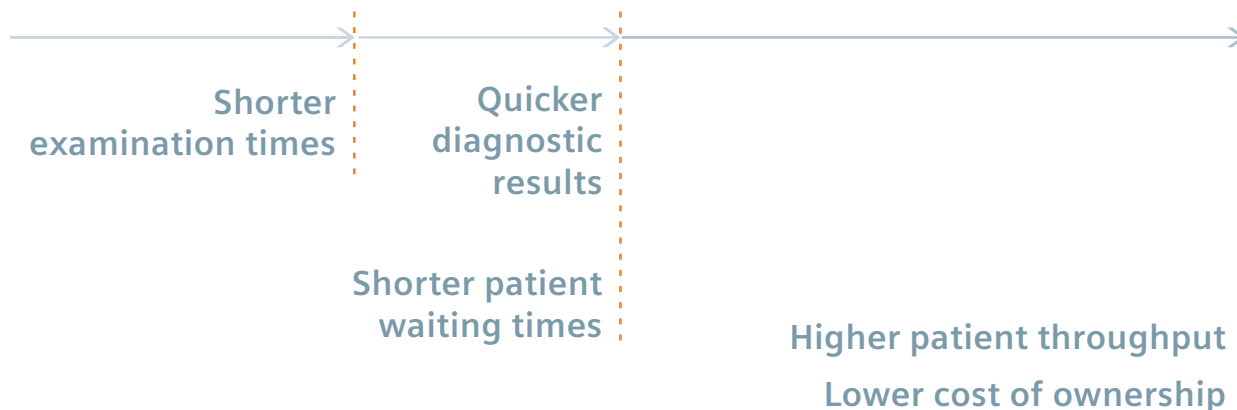 Shorter
examination times
Quicker
diagnostic
results
Shorter patient
waiting times
Higher patient throughput
Lower cost of ownership